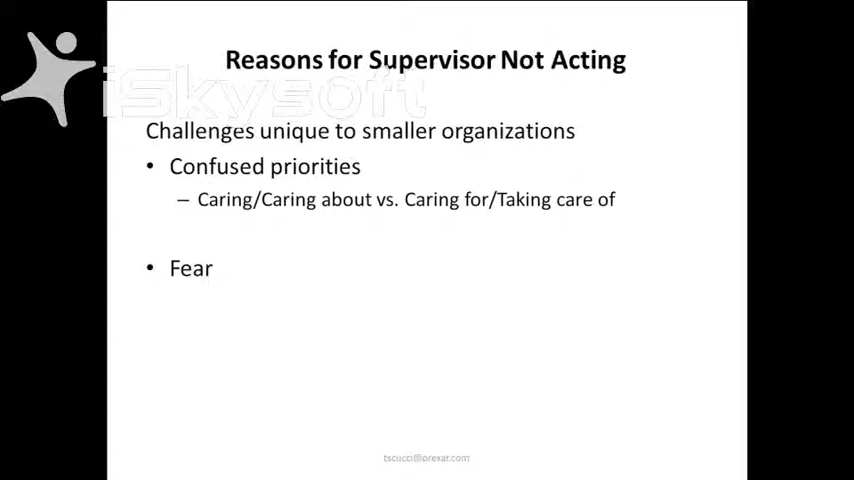 Reasons for Supervisor Not Acting
iSkysoft
Challenges unique to smaller organizations
• Confused priorities
– Caring/Caring about vs. Caring for/Taking care of
• Fear
tscucci@prexar.com